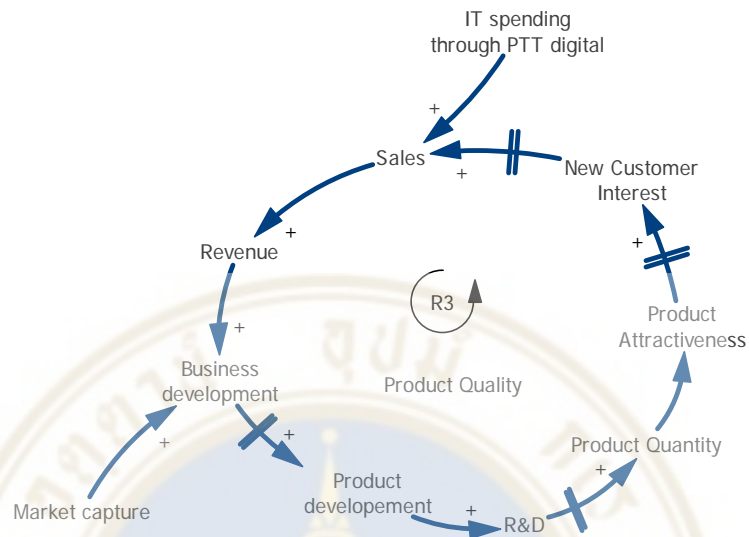 IT spending
through PTT digital
+
Sales
+
New Customer
Interest
+
Revenue
+
R3
+
Product
Attractiveness
Business
development
Product Quality
+
+
Product Quantity
+
Product
developement
+
R&D
Market capture